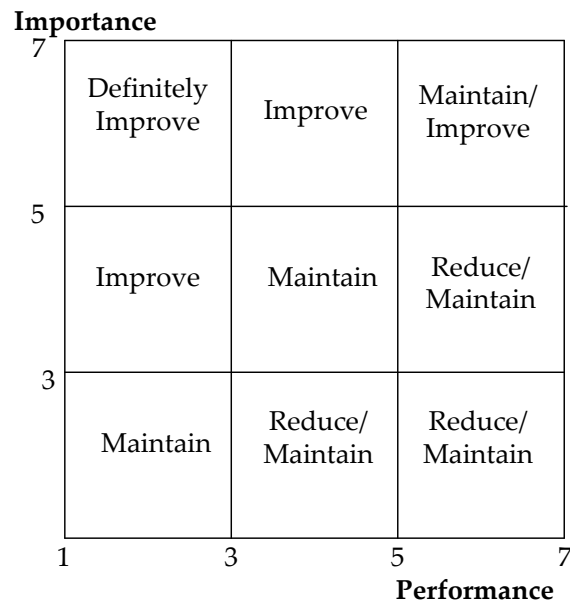 Importance
7
Definitely
Improve
Improve
Maintain/
Improve
5
Improve
Maintain
Reduce/
Maintain
3
Maintain
Reduce/
Maintain
Reduce/
Maintain
1
3
5
7
Performance